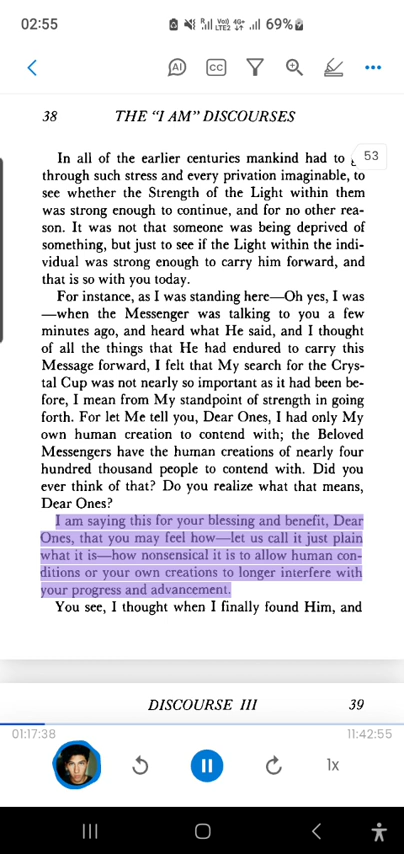 02:55
69%
AI
CC
38 THE “I AM” DISCOURSES
53
In all of the earlier centuries mankind had to
through such stress and every privation imaginable, to
see whether the Strength of the Light within them
was strong enough to continue, and for no other rea-
son. It was not that someone was being deprived of
something, but just to see if the Light within the indi-
vidual was strong enough to carry him forward, and
that is so with you today.
For instance, as I was standing here—Oh yes, I was
—when the Messenger was talking to you a few
minutes ago, and heard what He said, and I thought
of all the things that He had endured to carry this
Message forward, I felt that My search for the Crys-
tal Cup was not nearly so important as it had been be-
fore, I mean from My standpoint of strength in going
forth. For let Me tell you, Dear Ones, I had only My
own human creation to contend with; the Beloved
Messengers have the human creations of nearly four
hundred thousand people to contend with. Did you
ever think of that? Do you realize what that means,
Dear Ones?
I am saying this for your blessing and benefit, Dear
Ones, that you may feel how—let us call it just plain
what it is—how nonsensical it is to allow human con-
ditions or your own creations to longer interfere with
your progress and advancement.
You see, I thought when I finally found Him, and
DISCOURSE III 39
01:17:38 11:42:55
1x